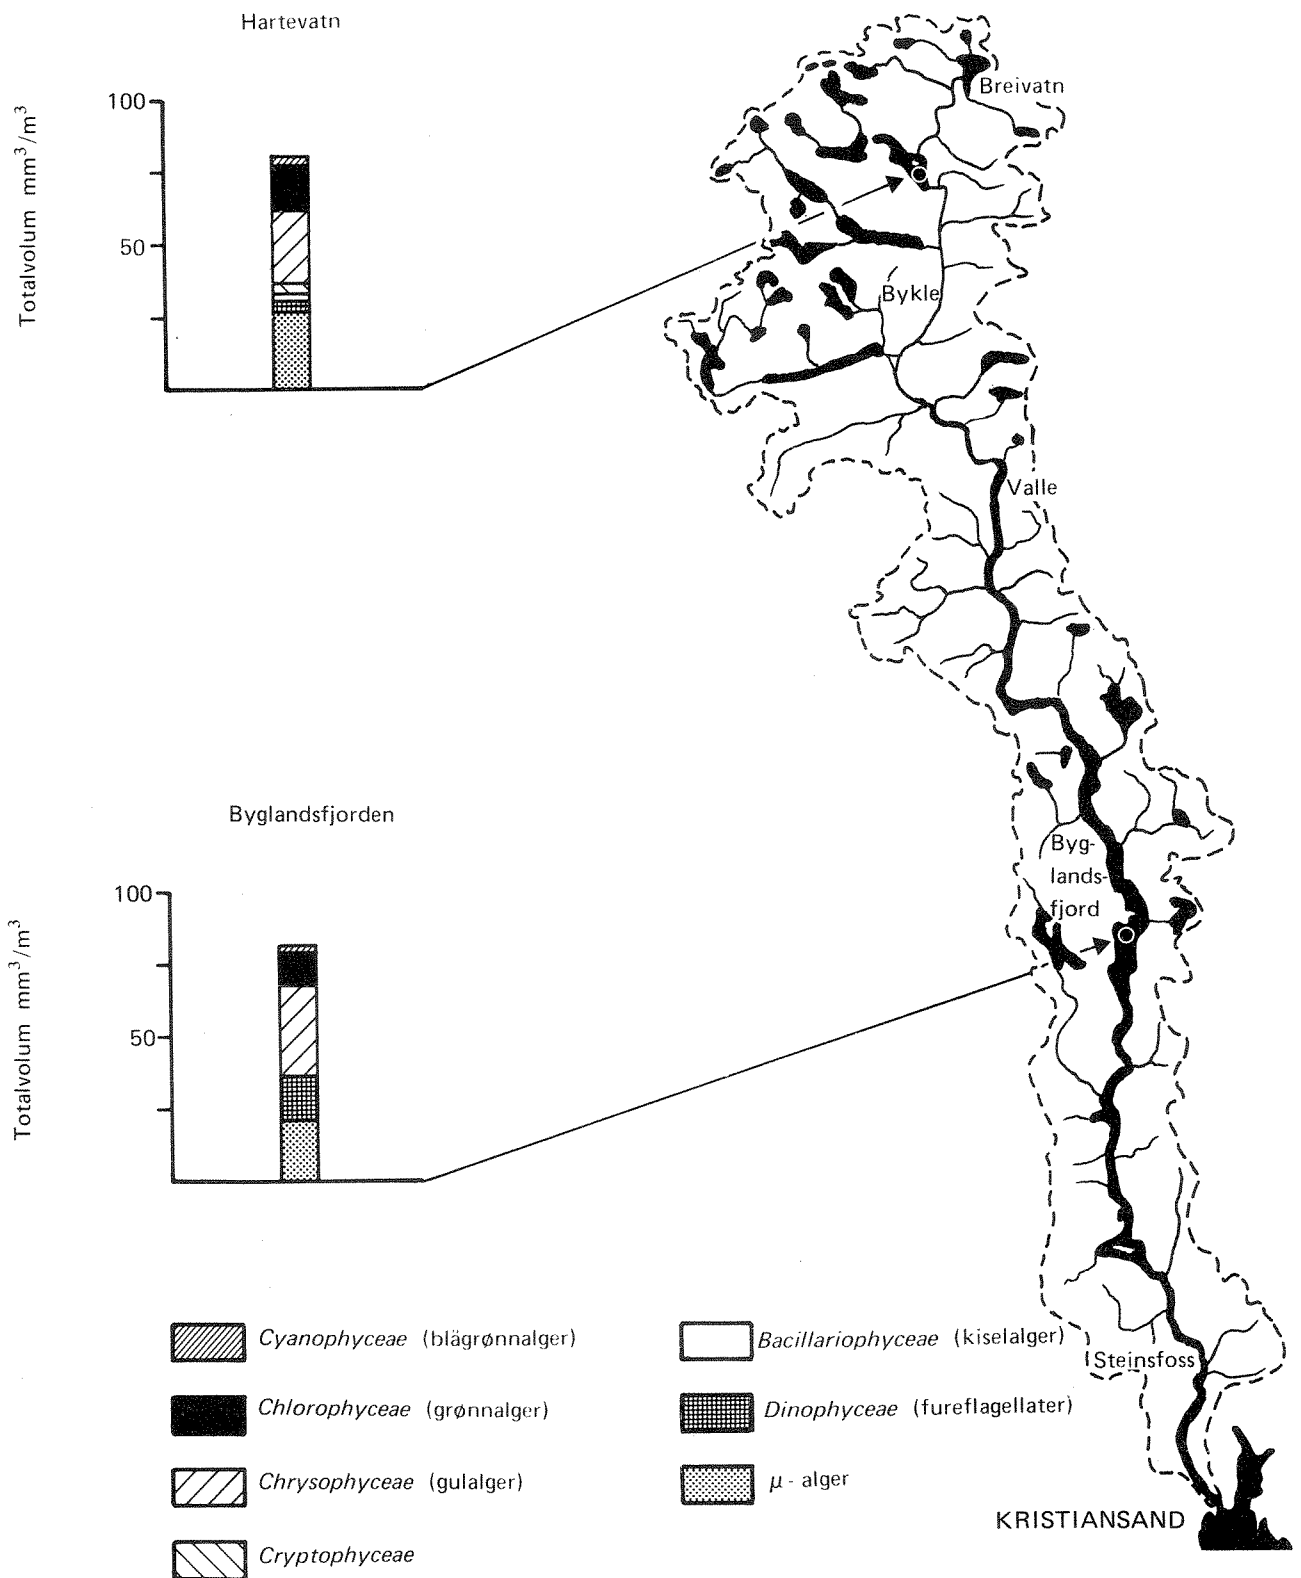 Hartevatn
Totalvolum mm³/m³
100
50
Breivatn
Bykle
Valle
Byglandsfjorden
Totalvolum mm³/m³
100
50
Byg-
lands-
fjord
Steinsfoss
KRISTIANSAND
Cyanophyceae (blågrønnalger)
Chlorophyceae (grønnalger)
Chrysophyceae (gulalger)
Cryptophyceae
Bacillariophyceae (kiselalger)
Dinophyceae (fureflagellater)
µ - alger